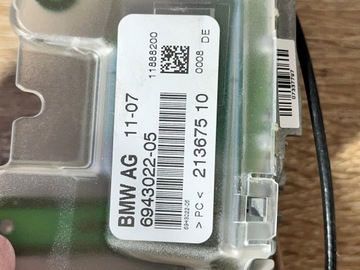 BMW AG 11-07
6943022-05
11888200
0008 DE
> PC < 213675 10
6943022-05